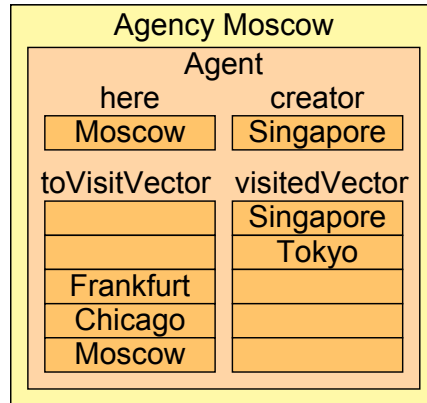 Agency Moscow
Agent
here creator
Moscow Singapore
toVisitVector visitedVector
Singapore
Tokyo
Frankfurt
Chicago
Moscow